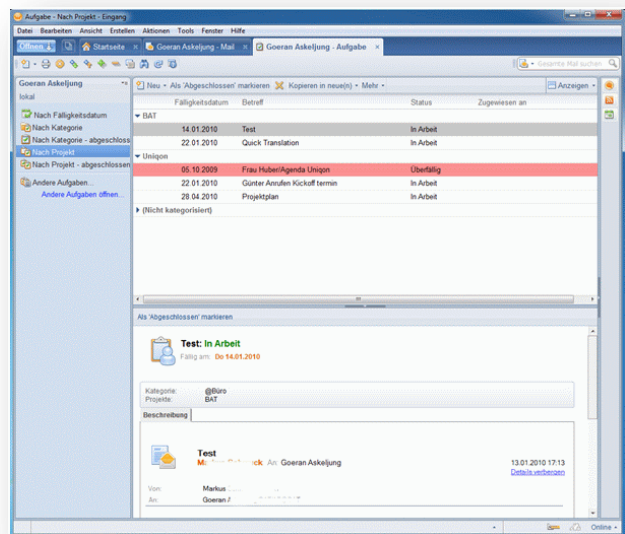 Aufgabe - Nach Projekt - Eingang
Datei Bearbeiten Ansicht Erstellen Aktionen Tools Fenster Hilfe
Öffnen Startseite Goeran Askeljung - Mail Goeran Askeljung - Aufgabe
Gesamte Mail suchen
Goeran Askeljung
lokal
Neu Als 'Abgeschlossen' markieren Kopieren in neue(n) Mehr Anzeigen
Fälligkeitsdatum Betreff Status Zugewiesen an
Nach Fälligkeitsdatum
Nach Kategorie
Nach Kategorie - abgeschloss
Nach Projekt
Nach Projekt - abgeschlossen
Andere Aufgaben...
Andere Aufgaben öffnen...
BAT
14.01.2010 Test In Arbeit
22.01.2010 Quick Translation In Arbeit
Uniqon
05.10.2009 Frau Huber/Agenda Uniqon Überfällig
22.01.2010 Günter Anrufen Kickoff termin In Arbeit
28.04.2010 Projektplan In Arbeit
(Nicht kategorisiert)
Als 'Abgeschlossen' markieren
Test: In Arbeit
Fällig am: Do 14.01.2010
Kategorie: @Büro
Projekte: BAT
Beschreibung
Test
An: Goeran Askeljung
13.01.2010 17:13
Details verbergen
Von: Markus
An: Goeran
Online